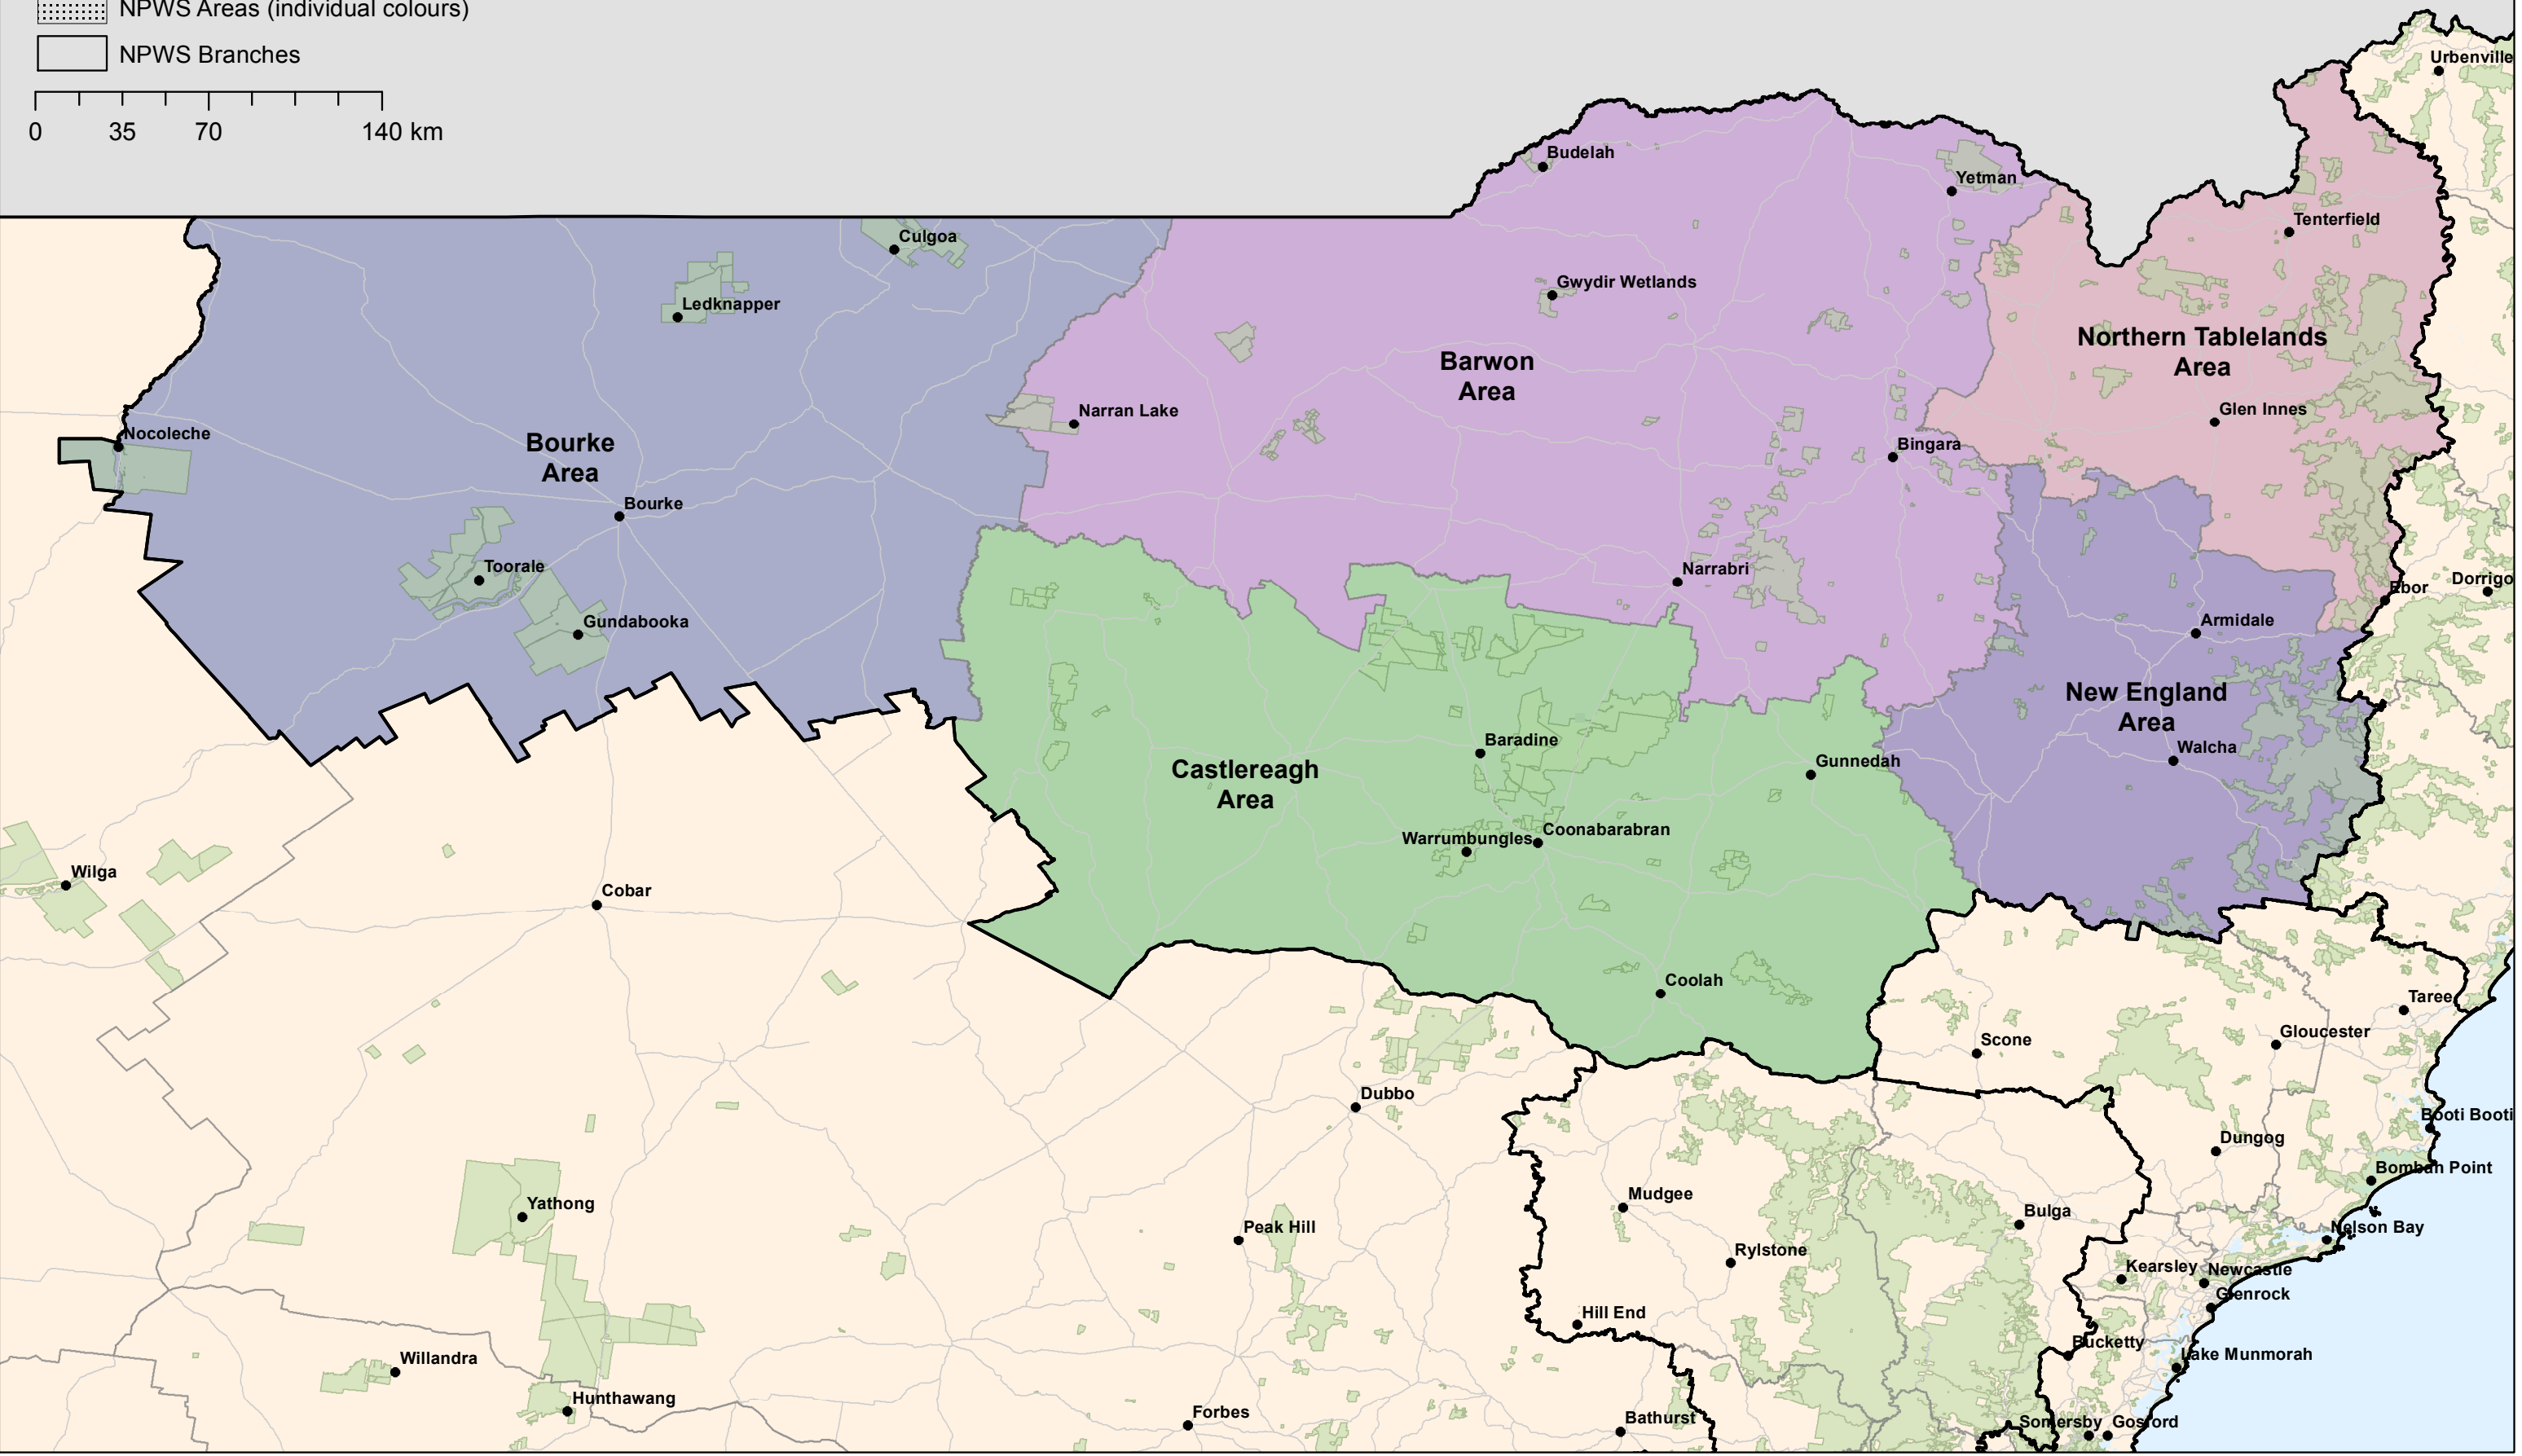 NPWS Areas (individual colours)
NPWS Branches
0 35 70 140 km
Urbenville
Budelah
Yetman
Tenterfield
Culgoa
Gwydir Wetlands
Ledknapper
Northern Tablelands
Area
Barwon
Area
Narran Lake
Glen Innes
Nocoleche
Bourke
Area
Bingara
Bourke
Toorale
Narrabri
Ebor
Dorrigo
Gundabooka
Armidale
New England
Area
Baradine
Walcha
Gunnedah
Castlereagh
Area
Warrumbungles
Coonabarabran
Wilga
Cobar
Coolah
Taree
Gloucester
Scone
Dubbo
Booti Booti
Dungog
Bombah Point
Mudgee
Yathong
Bulga
Peak Hill
Nelson Bay
Rylstone
Kearsley
Newcastle
Glenrock
Hill End
Bucketty
Lake Munmorah
Willandra
Hunthawang
Forbes
Bathurst
Somersby
Gosford